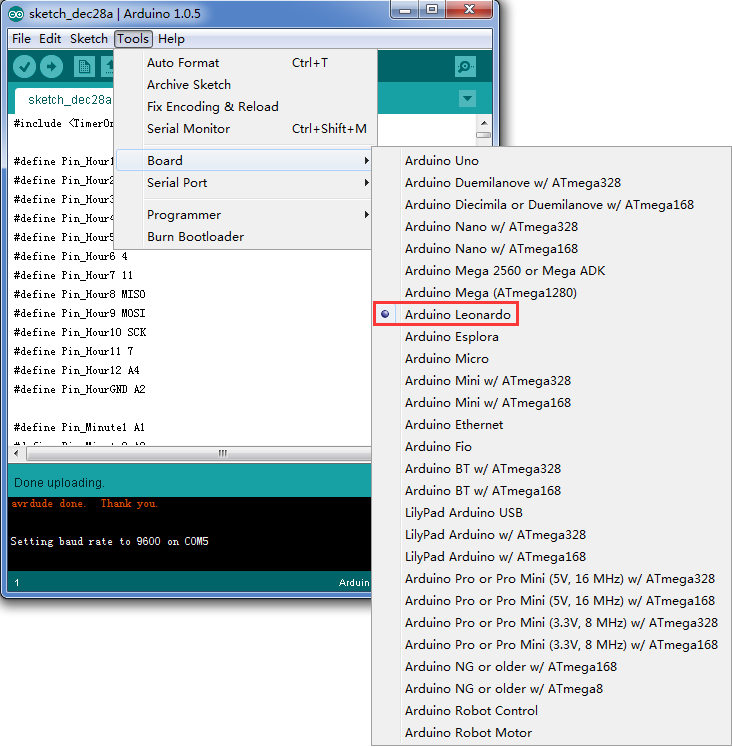 sketch_dec28a | Arduino 1.0.5
File Edit Sketch Tools Help
Auto Format Ctrl+T
Archive Sketch
Fix Encoding & Reload
Serial Monitor Ctrl+Shift+M
Board
Serial Port
Programmer
Burn Bootloader
sketch_dec28a
#include <TimerOn
#define Pin_Hour1
#define Pin_Hour2
#define Pin_Hour3
#define Pin_Hour4
#define Pin_Hour5
#define Pin_Hour6 4
#define Pin_Hour7 11
#define Pin_Hour8 MISO
#define Pin_Hour9 MOSI
#define Pin_Hour10 SCK
#define Pin_Hour11 7
#define Pin_Hour12 A4
#define Pin_HourGND A2
#define Pin_Minute1 A1
Done uploading.
avrdude done. Thank you.
Setting baud rate to 9600 on COM5
1 Arduin
Arduino Uno
Arduino Duemilanove w/ ATmega328
Arduino Diecimila or Duemilanove w/ ATmega168
Arduino Nano w/ ATmega328
Arduino Nano w/ ATmega168
Arduino Mega 2560 or Mega ADK
Arduino Mega (ATmega1280)
Arduino Leonardo
Arduino Esplora
Arduino Micro
Arduino Mini w/ ATmega328
Arduino Mini w/ ATmega168
Arduino Ethernet
Arduino Fio
Arduino BT w/ ATmega328
Arduino BT w/ ATmega168
LilyPad Arduino USB
LilyPad Arduino w/ ATmega328
LilyPad Arduino w/ ATmega168
Arduino Pro or Pro Mini (5V, 16 MHz) w/ ATmega328
Arduino Pro or Pro Mini (5V, 16 MHz) w/ ATmega168
Arduino Pro or Pro Mini (3.3V, 8 MHz) w/ ATmega328
Arduino Pro or Pro Mini (3.3V, 8 MHz) w/ ATmega168
Arduino NG or older w/ ATmega168
Arduino NG or older w/ ATmega8
Arduino Robot Control
Arduino Robot Motor